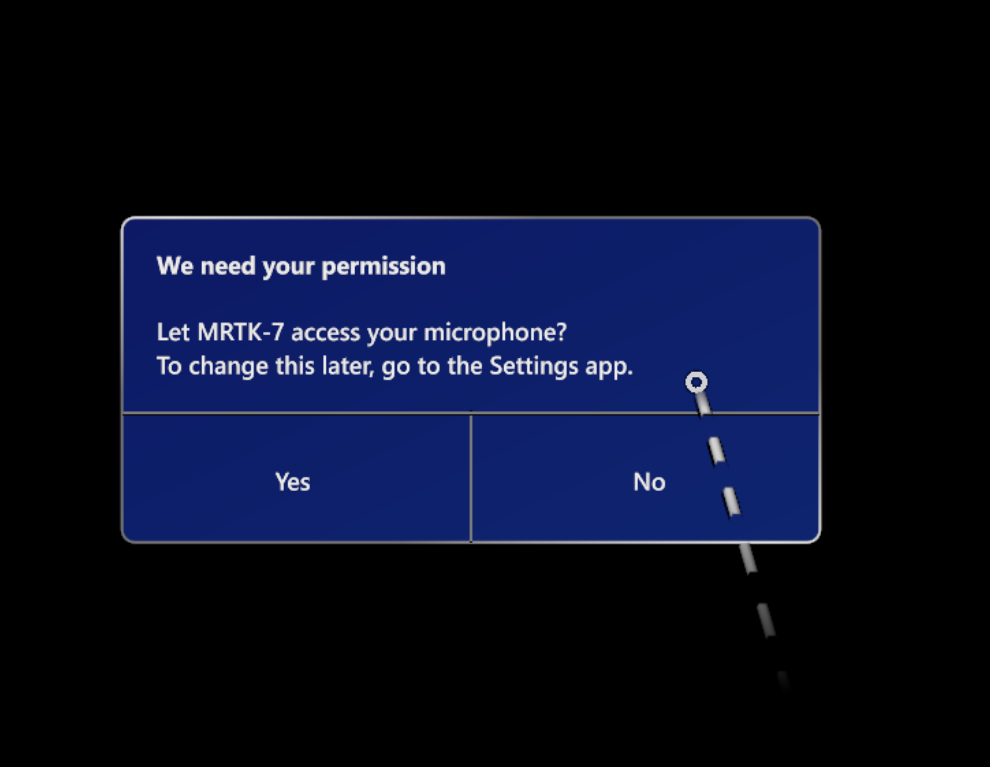 We need your permission
Let MRTK-7 access your microphone?
To change this later, go to the Settings app.
Yes
No